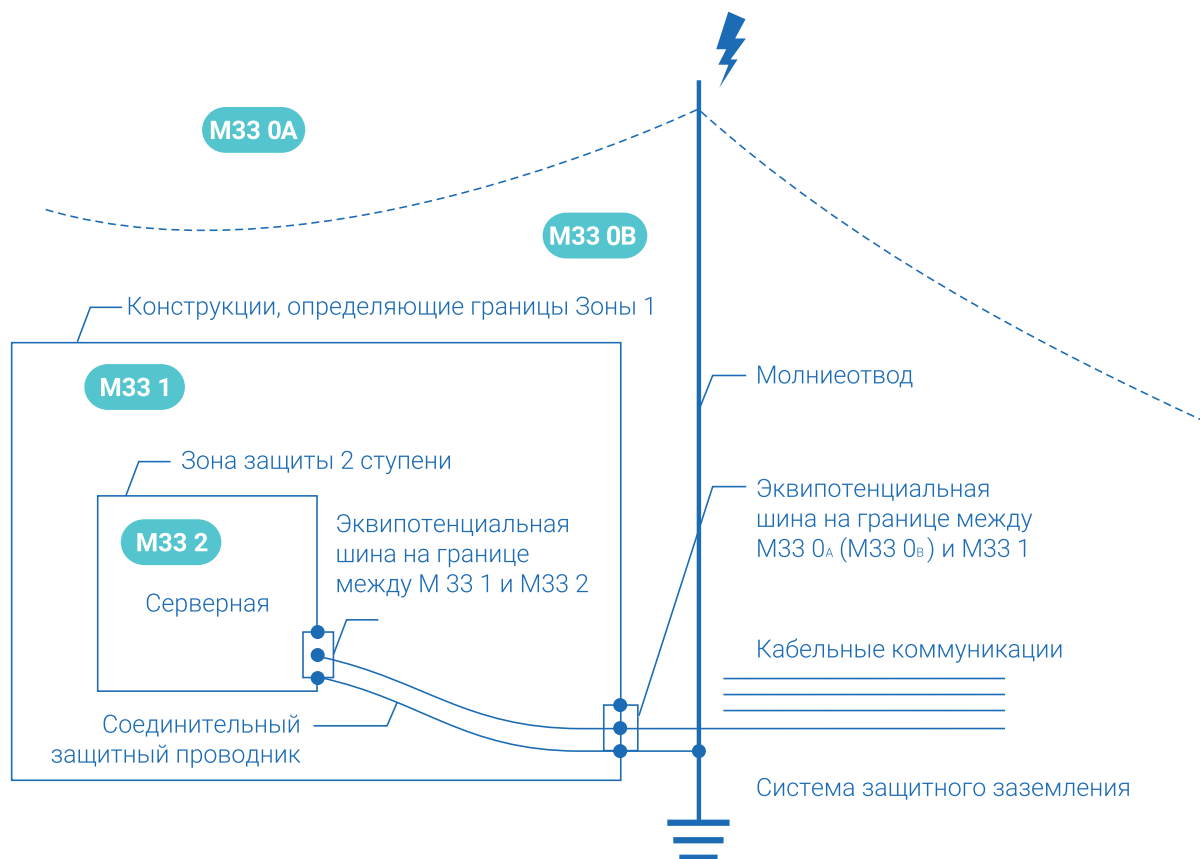 МЗЗ 0А
МЗЗ 0В
Конструкции, определяющие границы Зоны 1
МЗЗ 1
Молниеотвод
Зона защиты 2 ступени
Эквипотенциальная
шина на границе между
МЗЗ 0А (МЗЗ 0В) и МЗЗ 1
Эквипотенциальная
шина на границе
между М ЗЗ 1 и МЗЗ 2
МЗЗ 2
Серверная
Кабельные коммуникации
Соединительный
защитный проводник
Система защитного заземления